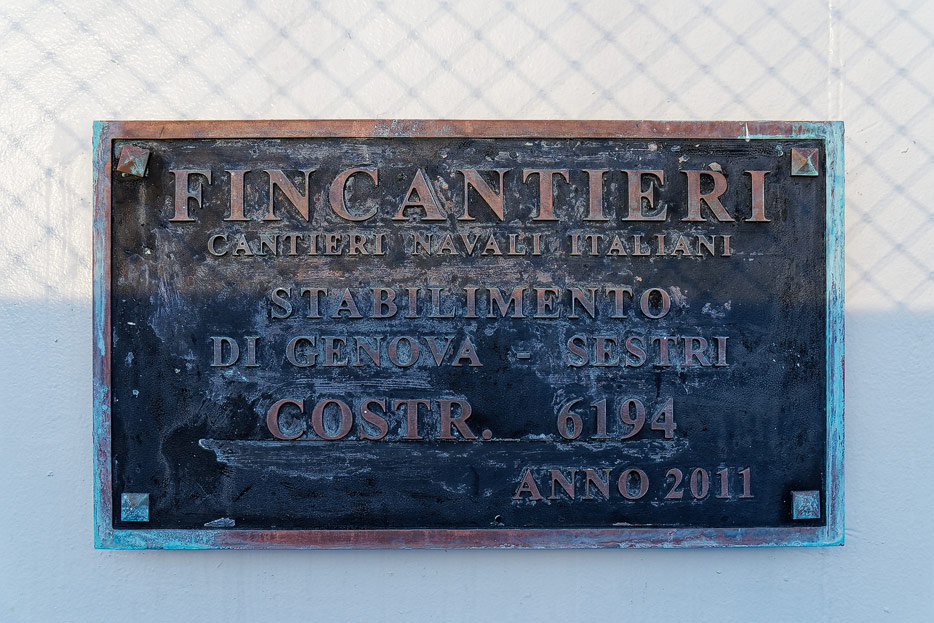 FINCANTIERI
CANTIERI NAVALI ITALIANI
STABILIMENTO
DI GENOVA - SESTRI
COSTR. 6194
ANNO 2011